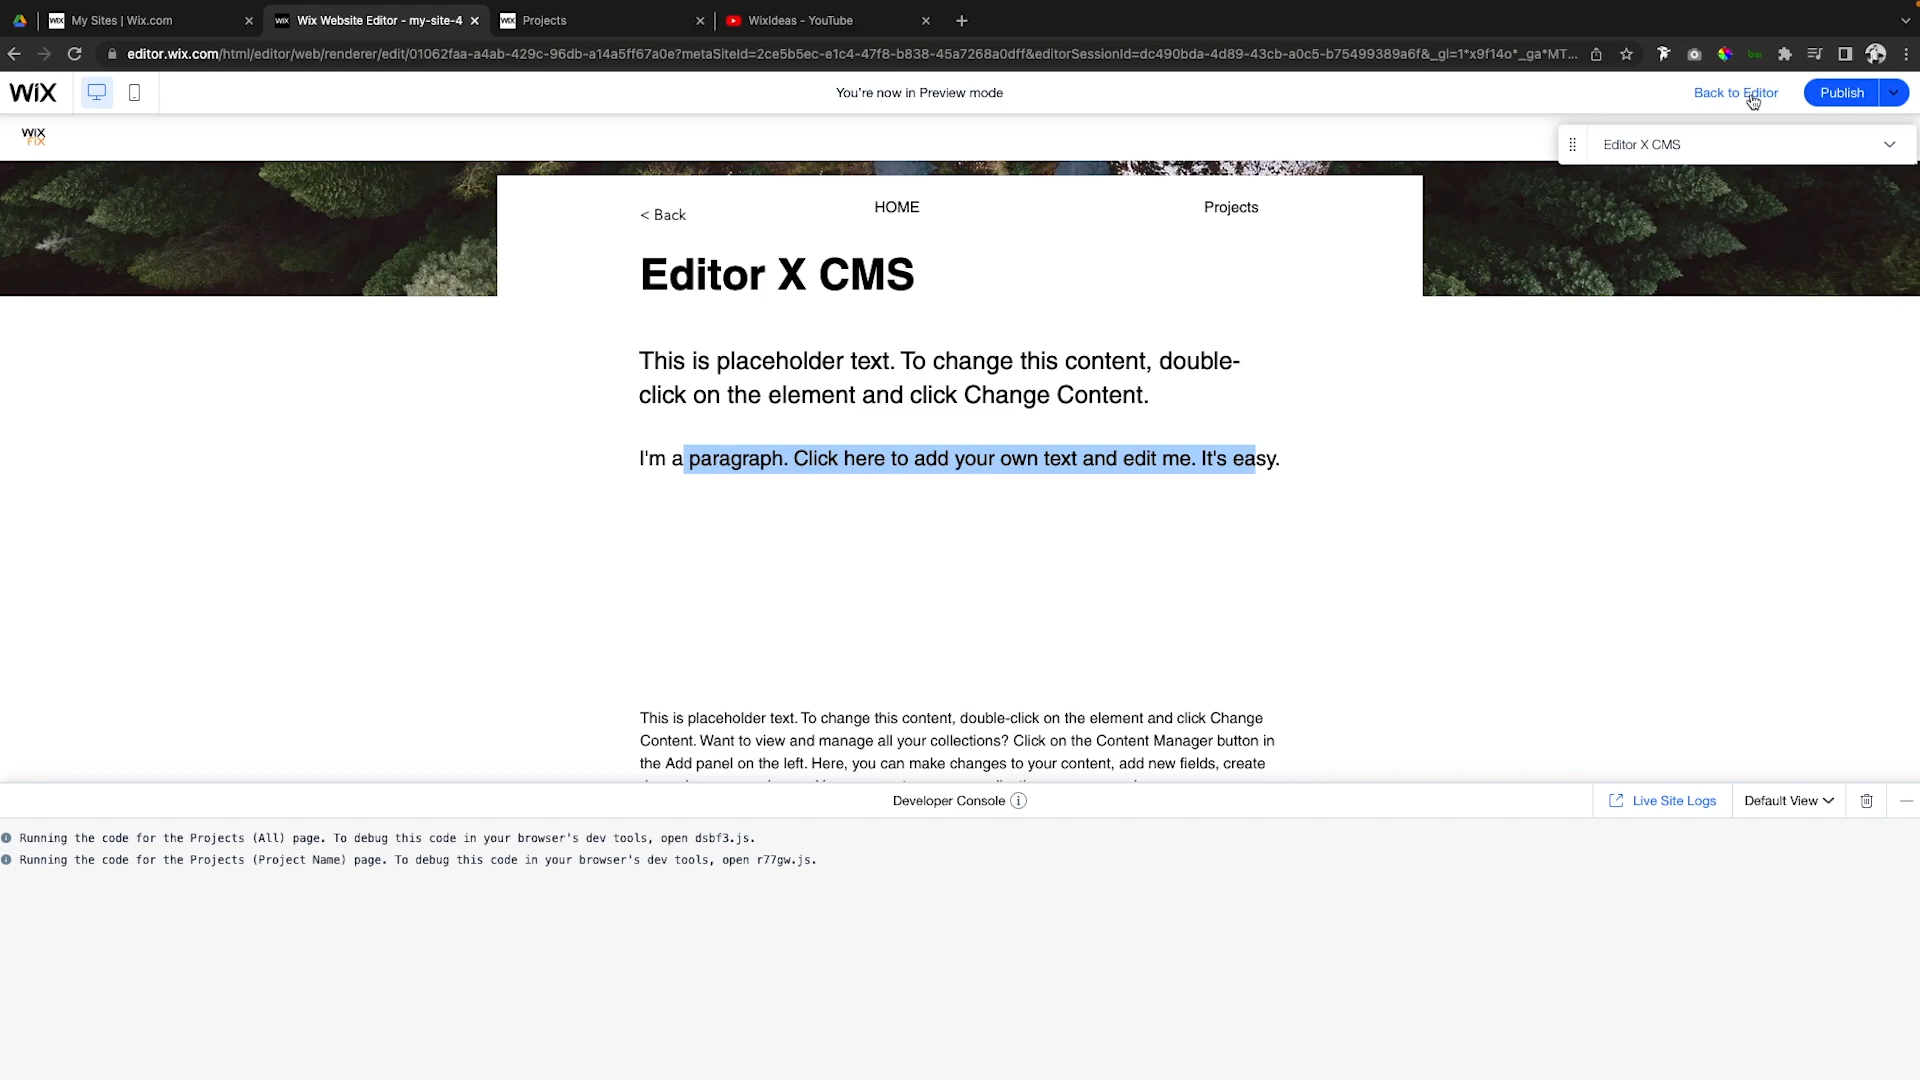 My Sites | Wix.com
Wix Website Editor - my-site-4
Projects
WixIdeas - YouTube
editor.wix.com/html/editor/web/renderer/edit/01062faa-a4ab-429c-96db-a14a5ff67a0e?metaSiteId=2ce5b5ec-e1c4-47f8-b838-45a7268a0dff&editorSessionId=dc490bda-4d89-43cb-a0c5-b75499389a6f&_gl=1*x9f14o*_ga*MT...
WiX
You're now in Preview mode
Back to Editor
Publish
WIX
FIX
Editor X CMS
< Back
HOME
Projects
Editor X CMS
This is placeholder text. To change this content, double-
click on the element and click Change Content.
I'm a paragraph. Click here to add your own text and edit me. It's easy.
This is placeholder text. To change this content, double-click on the element and click Change
Content. Want to view and manage all your collections? Click on the Content Manager button in
the Add panel on the left. Here, you can make changes to your content, add new fields, create
Developer Console
Live Site Logs
Default View
Running the code for the Projects (All) page. To debug this code in your browser's dev tools, open dsbf3.js.
Running the code for the Projects (Project Name) page. To debug this code in your browser's dev tools, open r77gw.js.